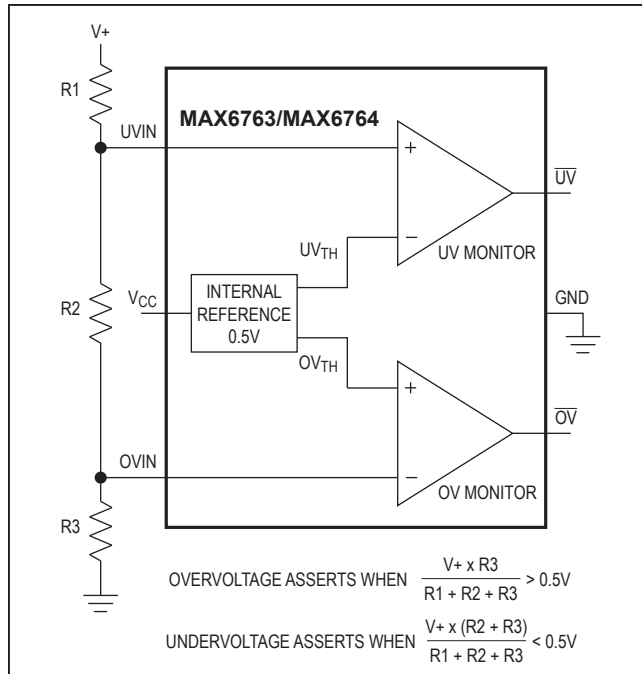 V+
R1
MAX6763/MAX6764
UVIN
+
U̅V̅
−
UV MONITOR
UVTH
VCC
INTERNAL
REFERENCE
0.5V
GND
R2
OVTH
+
O̅V̅
OVIN
−
OV MONITOR
R3
OVERVOLTAGE ASSERTS WHEN V+ x R3 / R1 + R2 + R3 > 0.5V
UNDERVOLTAGE ASSERTS WHEN V+ x (R2 + R3) / R1 + R2 + R3 < 0.5V